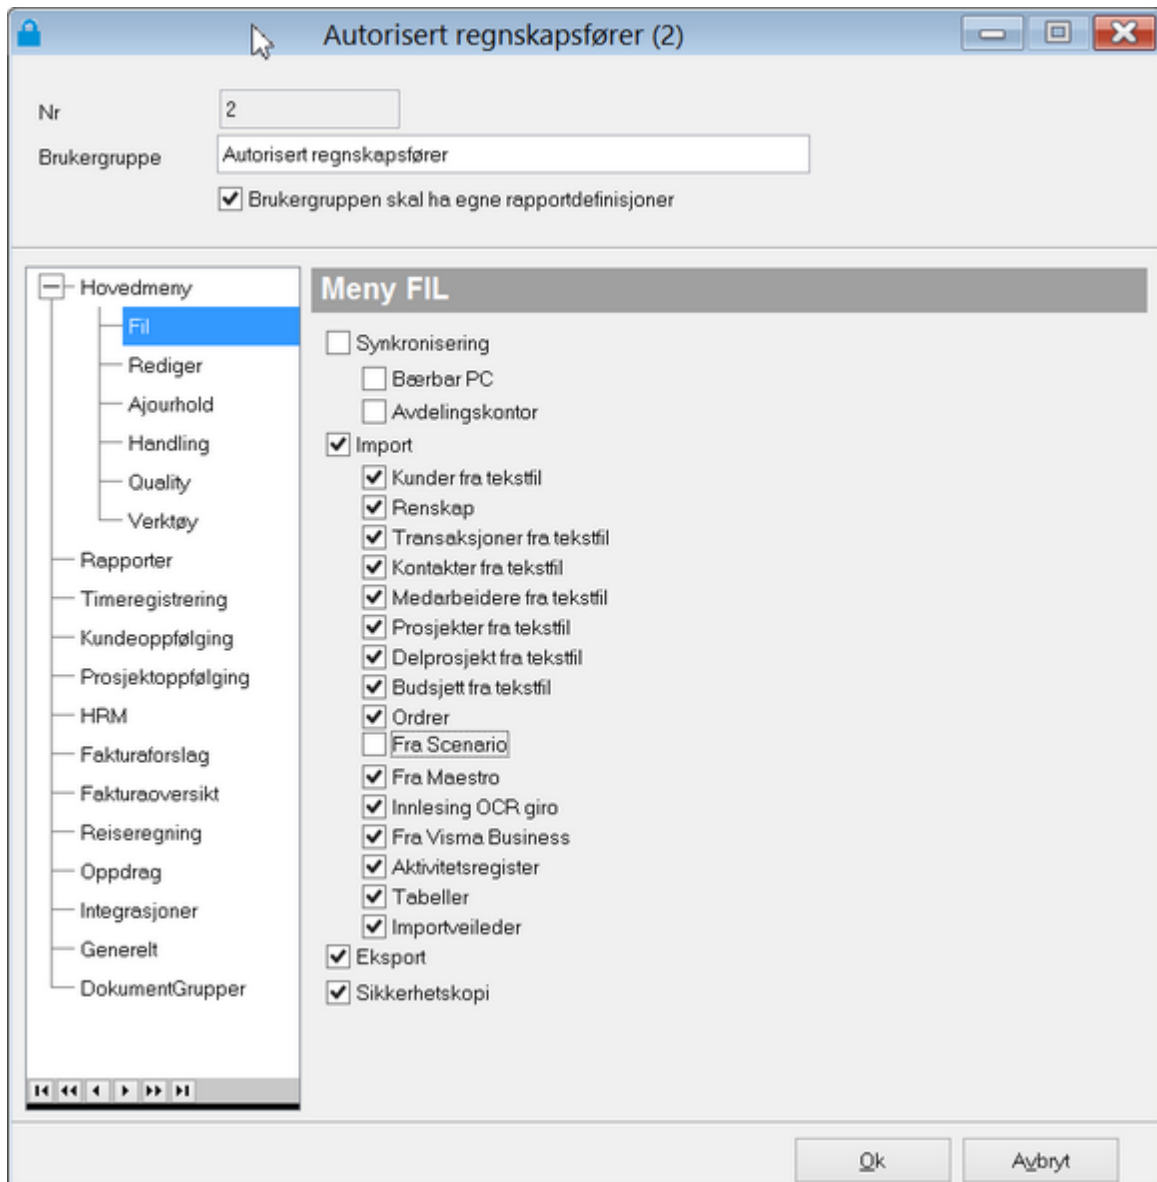 Autorisert regnskapsfører (2)
Nr 2
Brukergruppe Autorisert regnskapsfører
Brukergruppen skal ha egne rapportdefinisjoner
Hovedmeny
Fil
Rediger
Ajourhold
Handling
Quality
Verktøy
Rapporter
Timeregistrering
Kundeoppfølging
Prosjektoppfølging
HRM
Fakturaforslag
Fakturaoversikt
Reiseregning
Oppdrag
Integrasjoner
Generelt
DokumentGrupper
Meny FIL
Synkronisering
Bærbar PC
Avdelingskontor
Import
Kunder fra tekstfil
Renskap
Transaksjoner fra tekstfil
Kontakter fra tekstfil
Medarbeidere fra tekstfil
Prosjekter fra tekstfil
Delprosjekt fra tekstfil
Budsjett fra tekstfil
Ordrer
Fra Scenario
Fra Maestro
Innlesing OCR giro
Fra Visma Business
Aktivitetsregister
Tabeller
Importveileder
Eksport
Sikkerhetskopi
Ok Avbryt